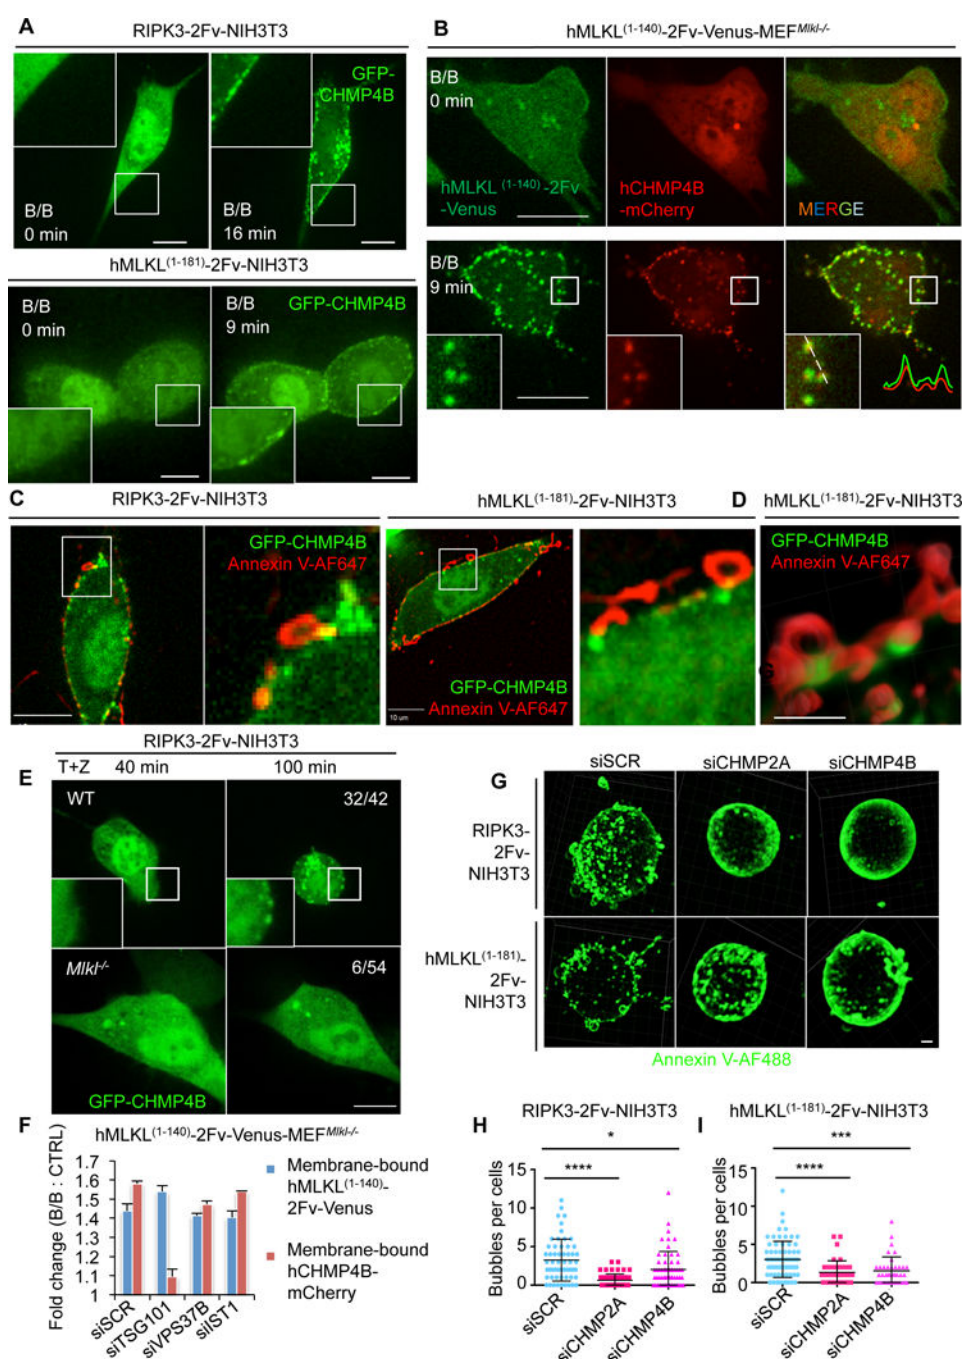 A
RIPK3-2Fv-NIH3T3
GFP-
CHMP4B
B/B
0 min
B/B
16 min
hMLKL(1-181)-2Fv-NIH3T3
B/B
0 min
B/B
9 min
GFP-CHMP4B
B
hMLKL(1-140)-2Fv-Venus-MEFMlkl-/-
B/B
0 min
hMLKL (1-140)-2Fv
-Venus
hCHMP4B
-mCherry
MERGE
B/B
9 min
C
RIPK3-2Fv-NIH3T3
GFP-CHMP4B
Annexin V-AF647
hMLKL(1-181)-2Fv-NIH3T3
GFP-CHMP4B
Annexin V-AF647
10 um
D
hMLKL(1-181)-2Fv-NIH3T3
GFP-CHMP4B
Annexin V-AF647
E
RIPK3-2Fv-NIH3T3
T+Z 40 min 100 min
WT
32/42
Mlkl-/-
6/54
GFP-CHMP4B
F
hMLKL(1-140)-2Fv-Venus-MEFMlkl-/-
Fold change (B/B : CTRL)
1.7
1.6
1.5
1.4
1.3
1.2
1.1
1
siSCR
siTSG101
siVPS37B
siIST1
Membrane-bound
hMLKL(1-140)-
2Fv-Venus
Membrane-bound
hCHMP4B-
mCherry
G
siSCR siCHMP2A siCHMP4B
RIPK3-
2Fv-
NIH3T3
hMLKL(1-181)-
2Fv-
NIH3T3
Annexin V-AF488
H
RIPK3-2Fv-NIH3T3
*
****
Bubbles per cells
15
10
5
0
siSCR
siCHMP2A
siCHMP4B
I
hMLKL(1-181)-2Fv-NIH3T3
***
****
Bubbles per cells
15
10
5
0
siSCR
siCHMP2A
siCHMP4B